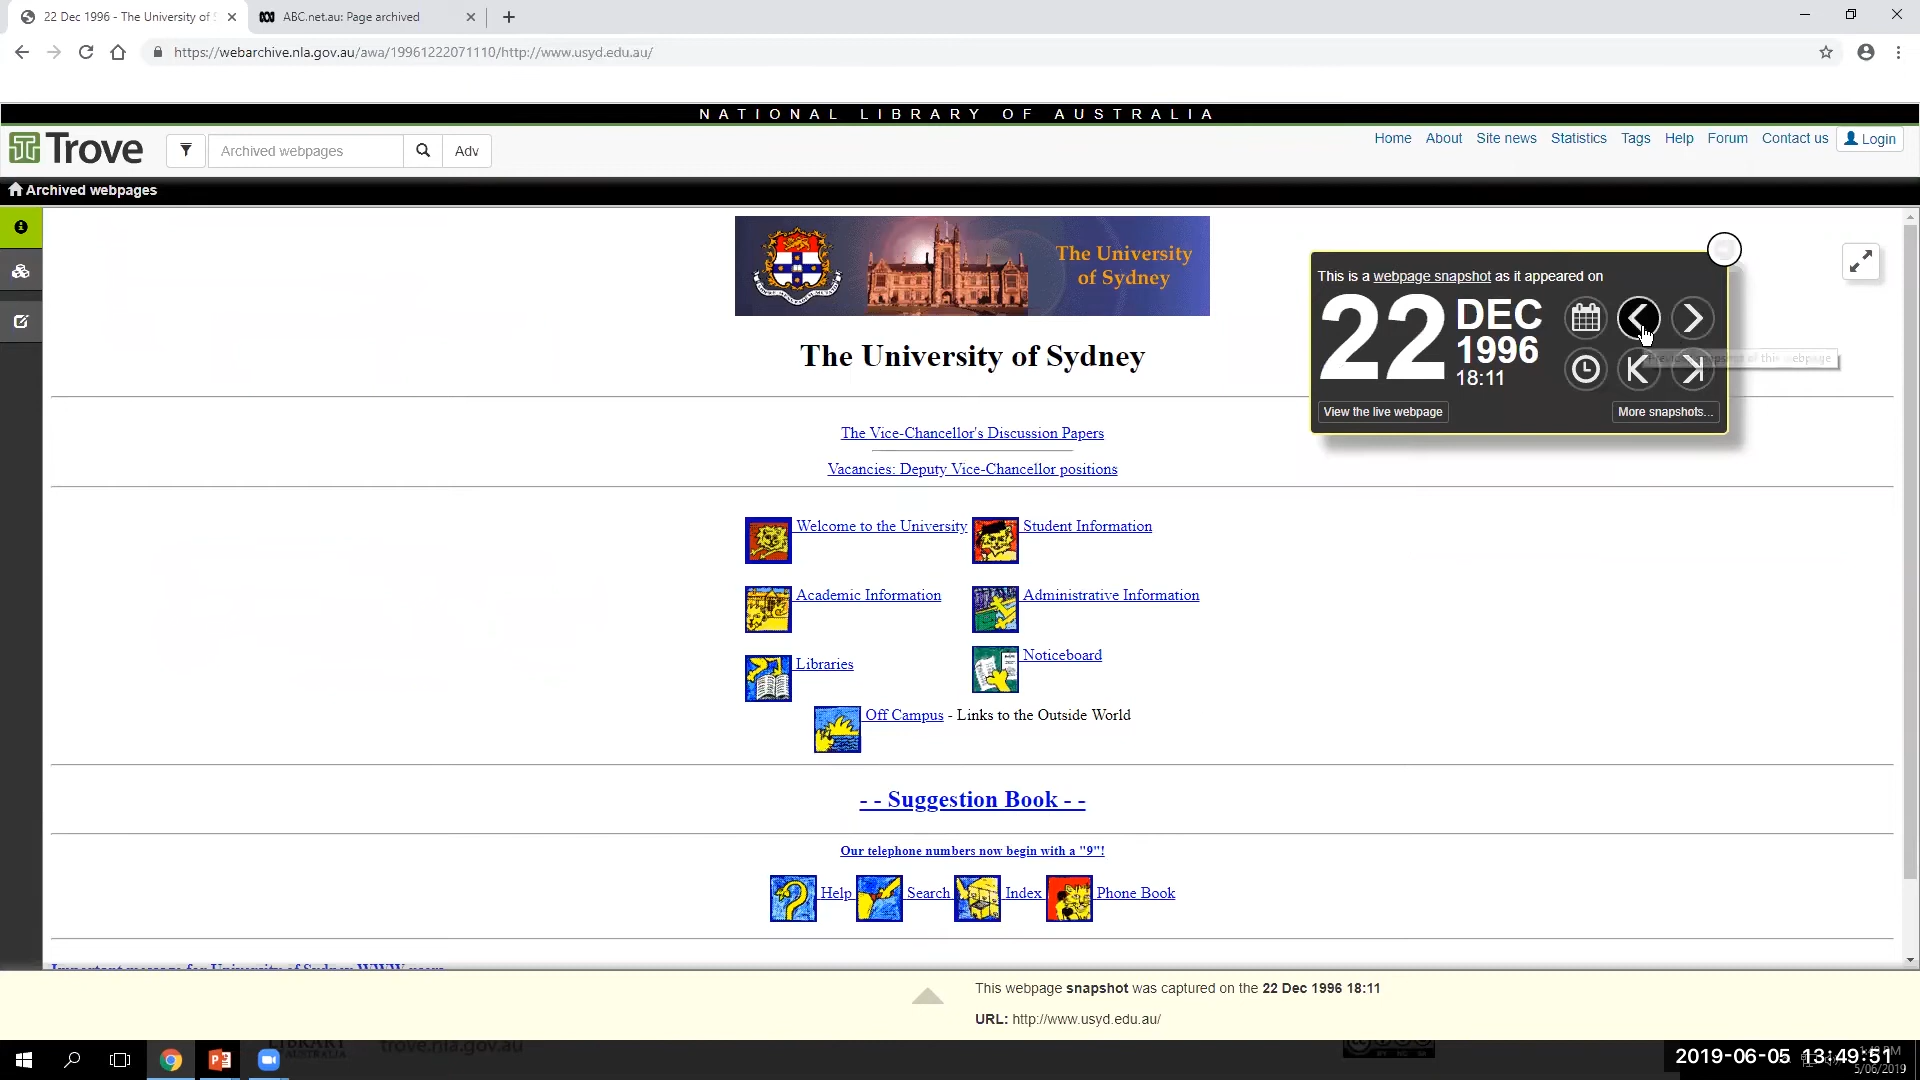 22 Dec 1996 - The University of S
ABC.net.au: Page archived
https://webarchive.nla.gov.au/awa/19961222071110/http://www.usyd.edu.au/
NATIONAL LIBRARY OF AUSTRALIA
Trove
Archived webpages
Adv
Home About Site news Statistics Tags Help Forum Contact us Login
Archived webpages
The University
of Sydney
This is a webpage snapshot as it appeared on
22 DEC
1996
18:11
View the live webpage
More snapshots...
The University of Sydney
The Vice-Chancellor's Discussion Papers
Vacancies: Deputy Vice-Chancellor positions
Welcome to the University
Student Information
Academic Information
Administrative Information
Libraries
Noticeboard
Off Campus - Links to the Outside World
- - Suggestion Book - -
Our telephone numbers now begin with a "9"!
Help Search Index Phone Book
Important message for University of Sydney WWW users
This webpage snapshot was captured on the 22 Dec 1996 18:11
URL: http://www.usyd.edu.au/
LIBRARY
AUSTRALIA
trove.nla.gov.au
2019-06-05 13:49:51
5/06/2019